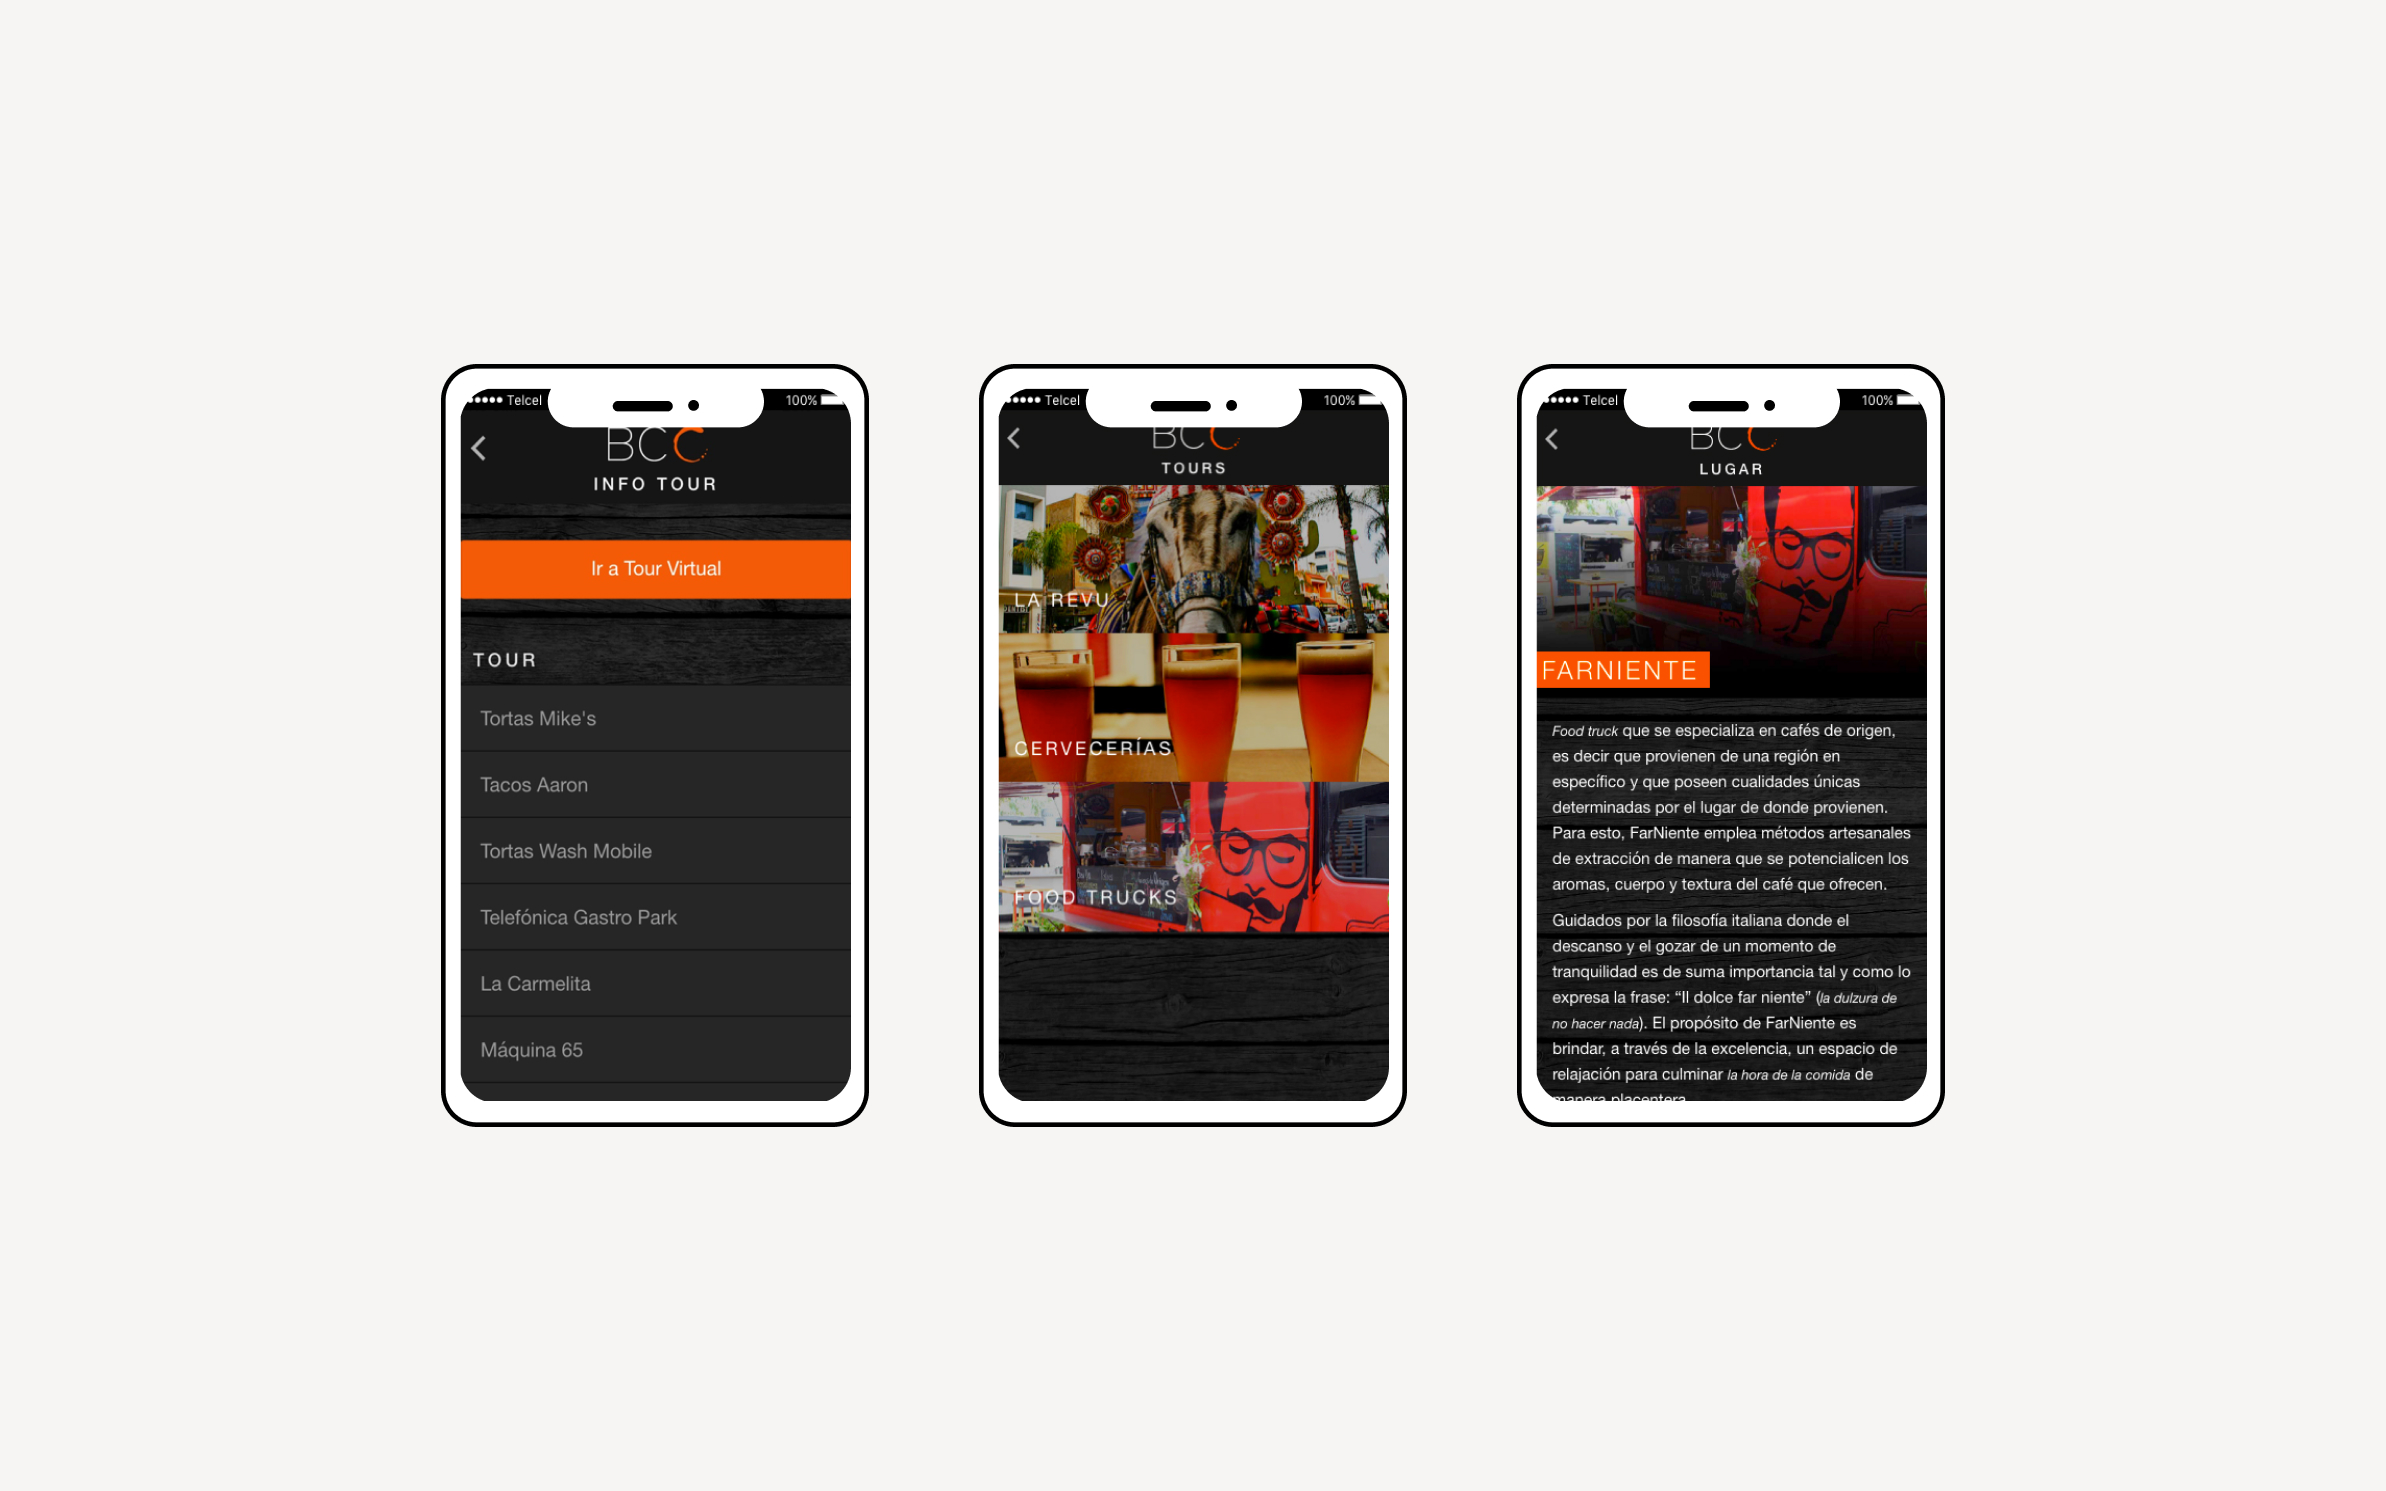 Telcel
100%
BCC
INFO TOUR
Ir a Tour Virtual
TOUR
Tortas Mike's
Tacos Aaron
Tortas Wash Mobile
Telefónica Gastro Park
La Carmelita
Máquina 65
Telcel
100%
BCC
TOURS
LA REVU
CERVECERÍAS
FOOD TRUCKS
Telcel
100%
BCC
LUGAR
FARNIENTE
Food truck que se especializa en cafés de origen,
es decir que provienen de una región en
específico y que poseen cualidades únicas
determinadas por el lugar de donde provienen.
Para esto, FarNiente emplea métodos artesanales
de extracción de manera que se potencialicen los
aromas, cuerpo y textura del café que ofrecen.
Guidados por la filosofía italiana donde el
descanso y el gozar de un momento de
tranquilidad es de suma importancia tal y como lo
expresa la frase: “Il dolce far niente” (la dulzura de
no hacer nada). El propósito de FarNiente es
brindar, a través de la excelencia, un espacio de
relajación para culminar la hora de la comida de
manera placentera